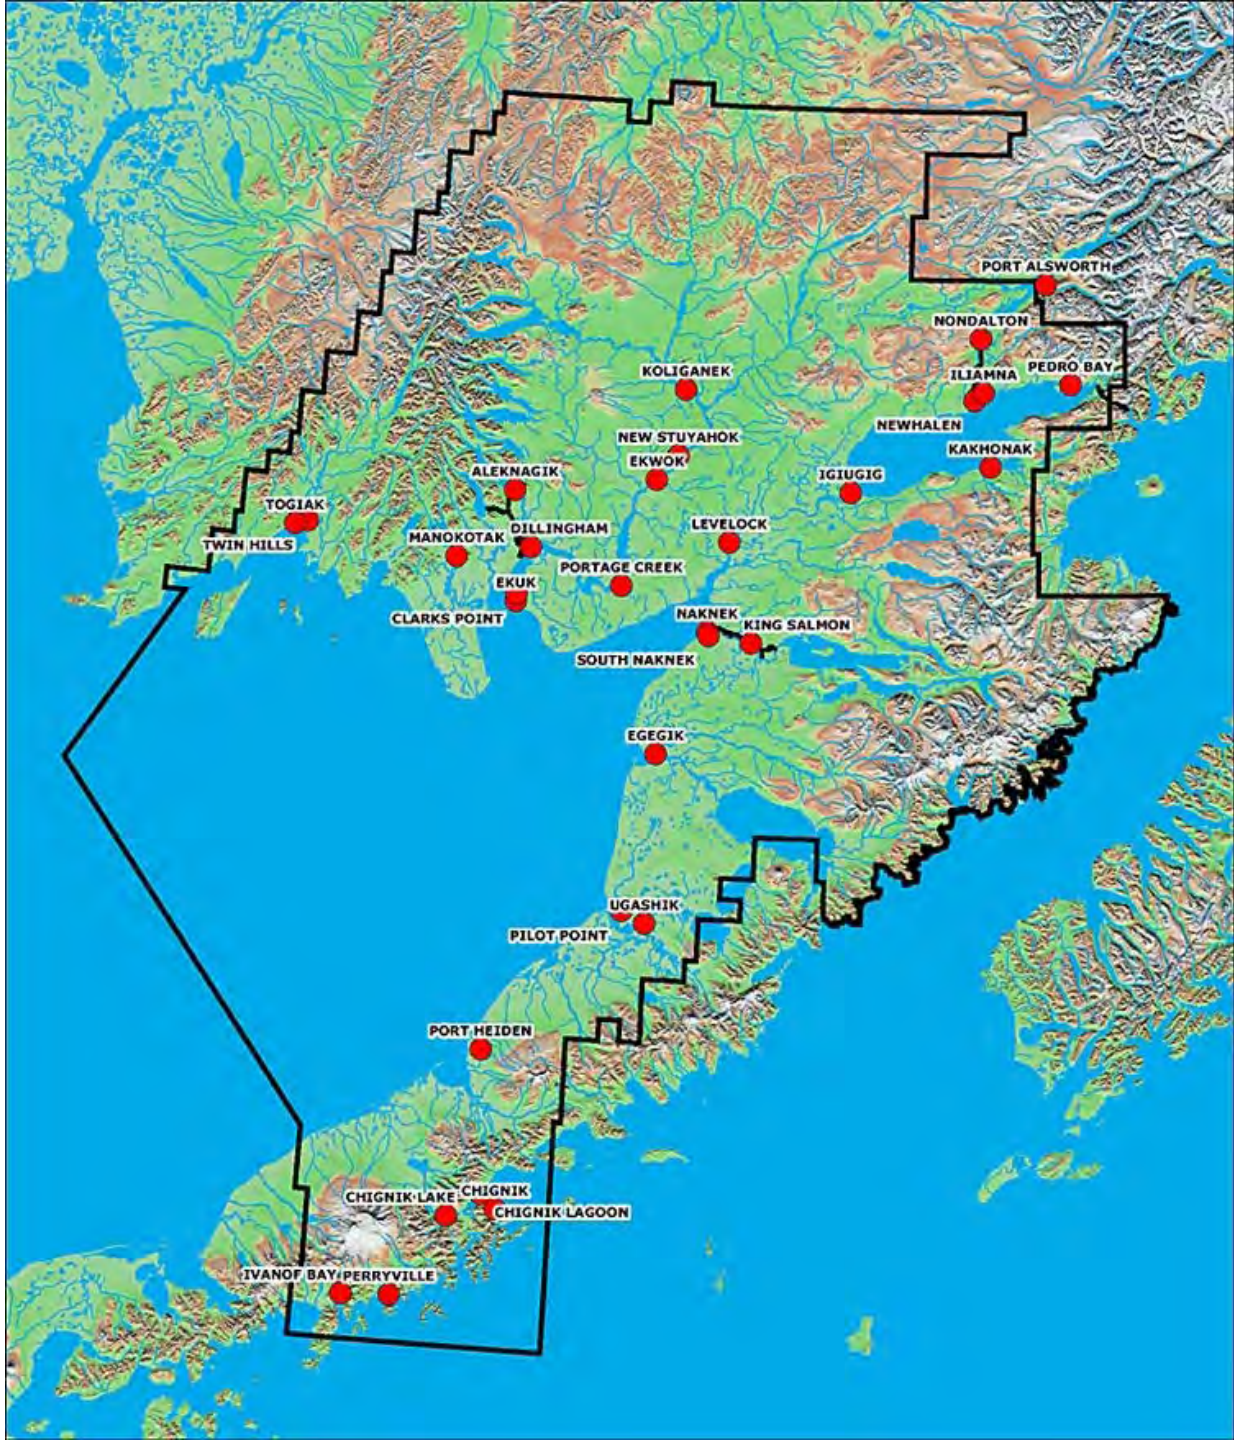 PORT ALSWORTH
NONDALTON
PEDRO BAY
KOLIGANEK
ILIAMNA
NEWHALEN
NEW STUYAHOK
KAKHONAK
EKWOK
ALEKNAGIK
IGIUGIG
TOGIAK
LEVELOCK
DILLINGHAM
MANOKOTAK
TWIN HILLS
PORTAGE CREEK
EKUK
CLARKS POINT
NAKNEK
KING SALMON
SOUTH NAKNEK
EGEGIK
UGASHIK
PILOT POINT
PORT HEIDEN
CHIGNIK LAKE
CHIGNIK
CHIGNIK LAGOON
IVANOF BAY
PERRYVILLE